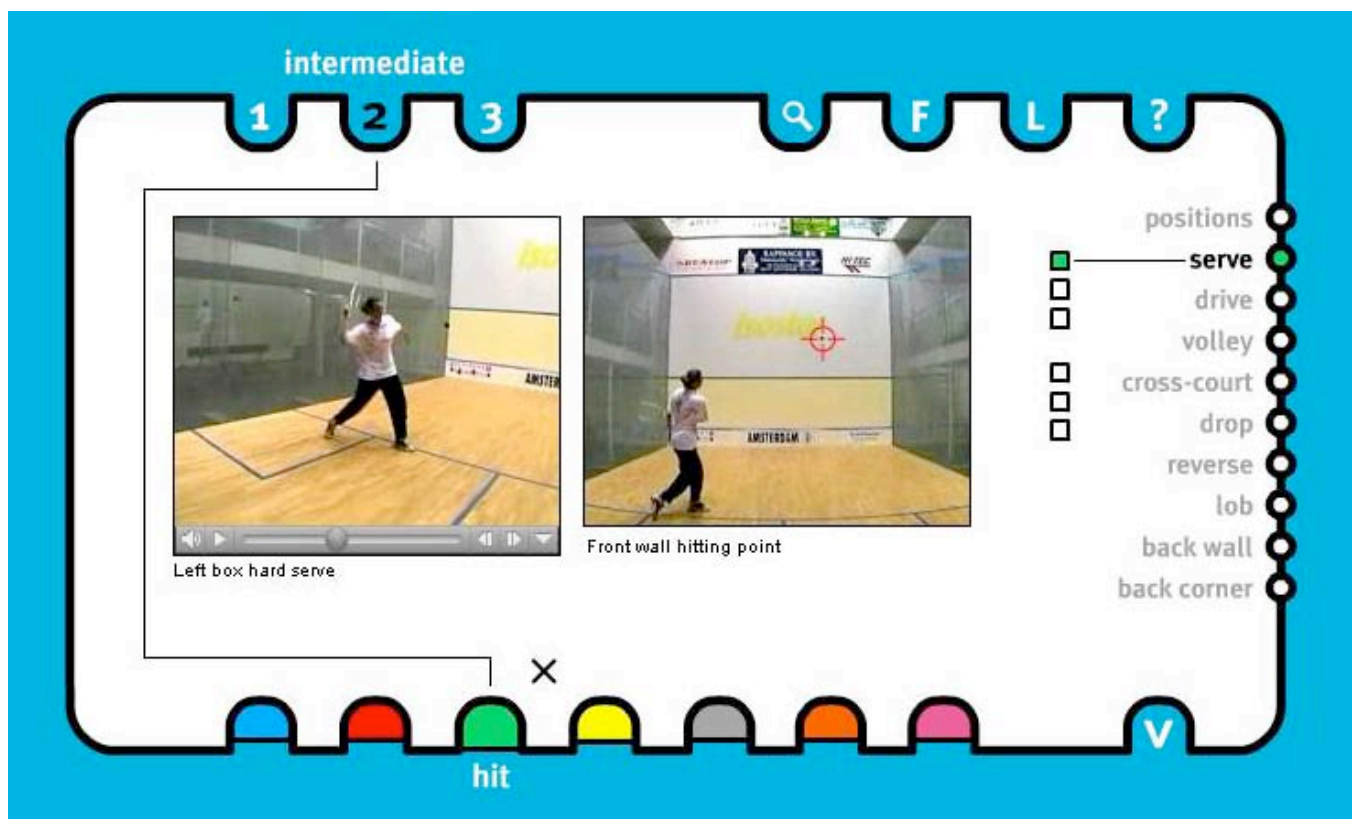 intermediate
1 2 3 F L ?
positions
serve
drive
volley
cross-court
drop
reverse
lob
back wall
back corner
AMSTERDAM
Left box hard serve
Front wall hitting point
hit
V